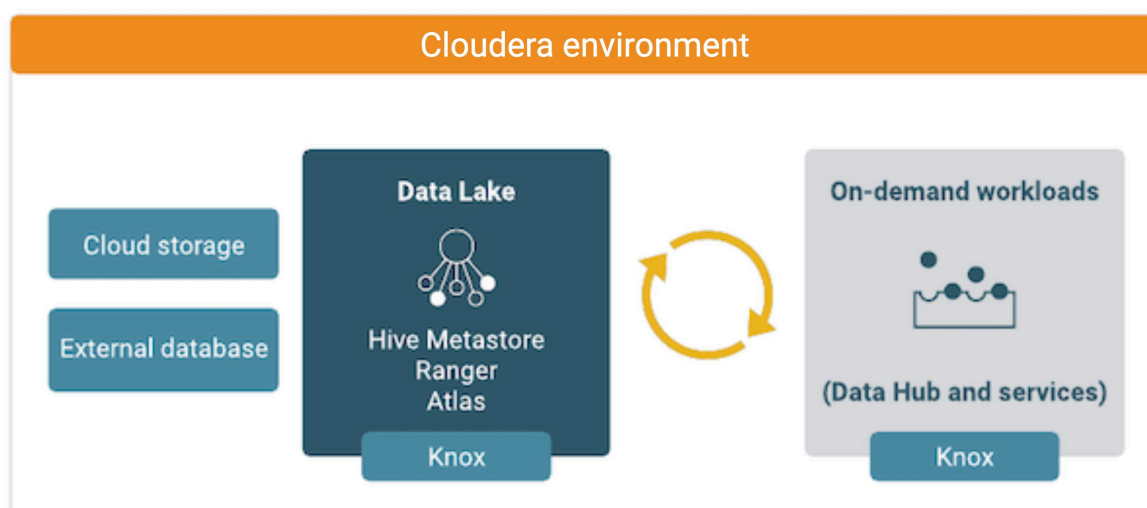 Cloudera environment
Cloud storage
External database
Data Lake
Hive Metastore
Ranger
Atlas
Knox
On-demand workloads
(Data Hub and services)
Knox